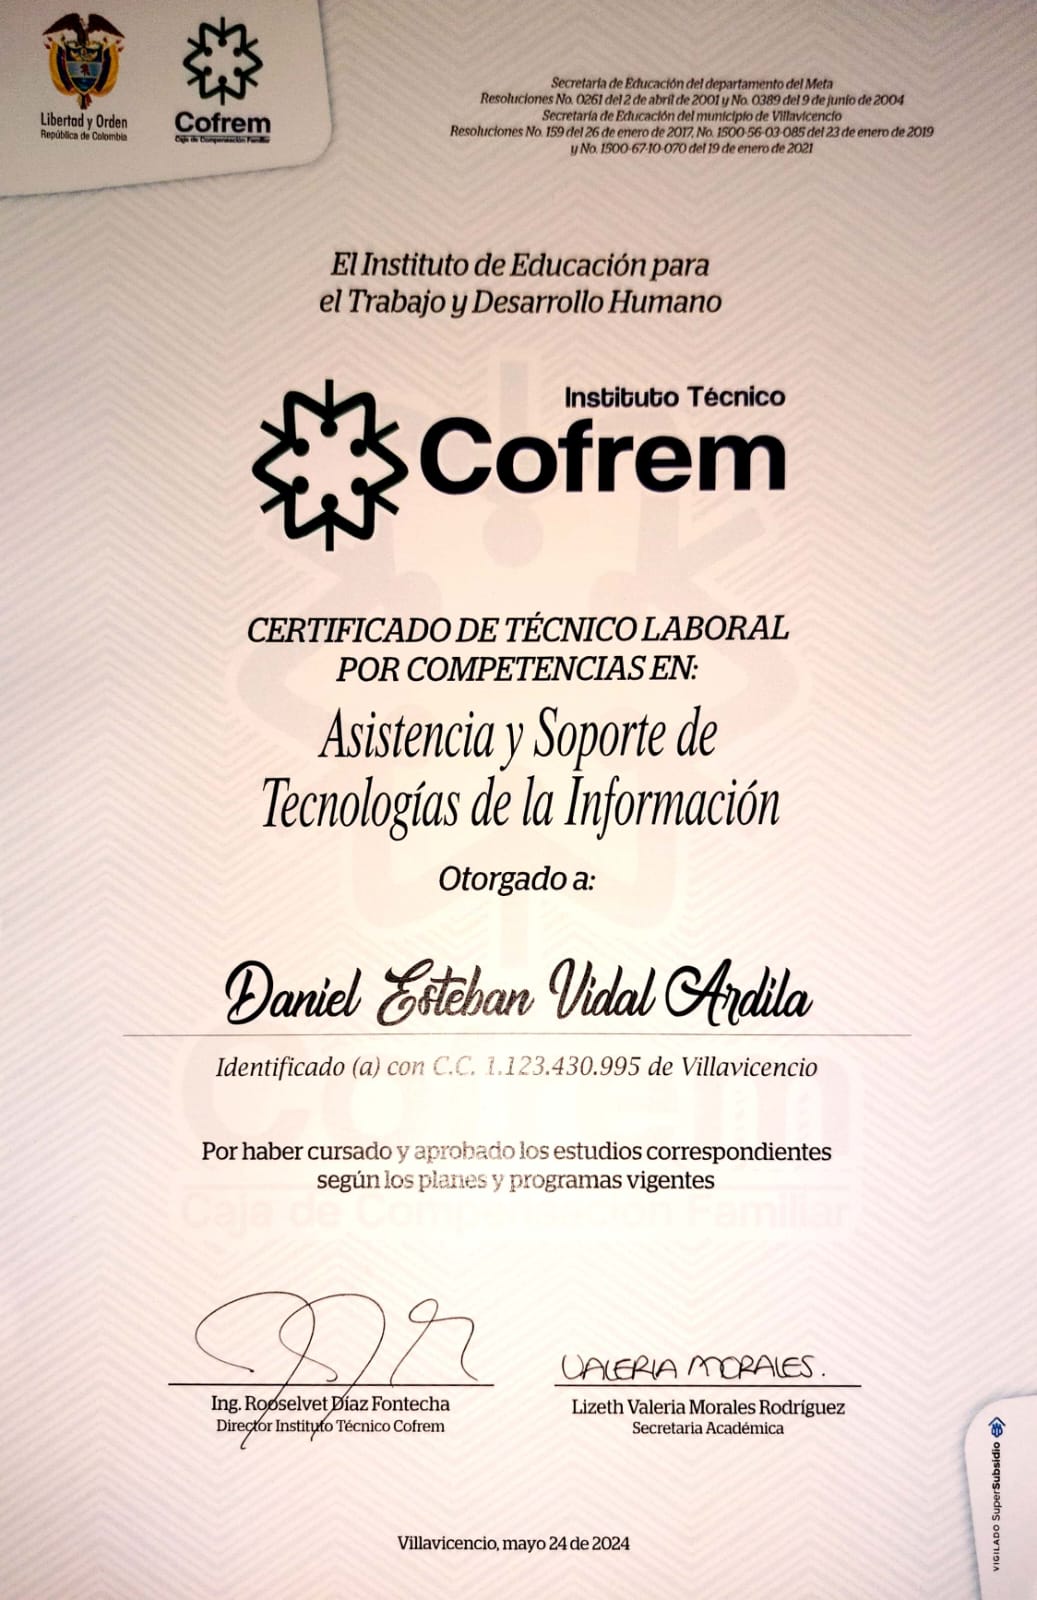 Libertad y Orden
República de Colombia
Cofrem
Caja de Compensación Familiar
Secretaría de Educación del departamento del Meta
Resoluciones No. 0261 del 2 de abril de 2001 y No. 0389 del 9 de junio de 2004
Secretaría de Educación del municipio de Villavicencio
Resoluciones No. 159 del 26 de enero de 2017, No. 1500-56-03-085 del 23 de enero de 2019
y No. 1500-67-10-070 del 19 de enero de 2021
El Instituto de Educación para
el Trabajo y Desarrollo Humano
Instituto Técnico
Cofrem
CERTIFICADO DE TÉCNICO LABORAL
POR COMPETENCIAS EN:
Asistencia y Soporte de
Tecnologías de la Información
Otorgado a:
Daniel Esteban Vidal Ardila
Identificado (a) con C.C. 1.123.430.995 de Villavicencio
Cofrem
Por haber cursado y aprobado los estudios correspondientes
según los planes y programas vigentes
Caja de Compensación Familiar
VALERIA MORALES.
Ing. Rooselvet Díaz Fontecha
Director Instituto Técnico Cofrem
Lizeth Valeria Morales Rodríguez
Secretaria Académica
VIGILADO SuperSubsidio
Villavicencio, mayo 24 de 2024